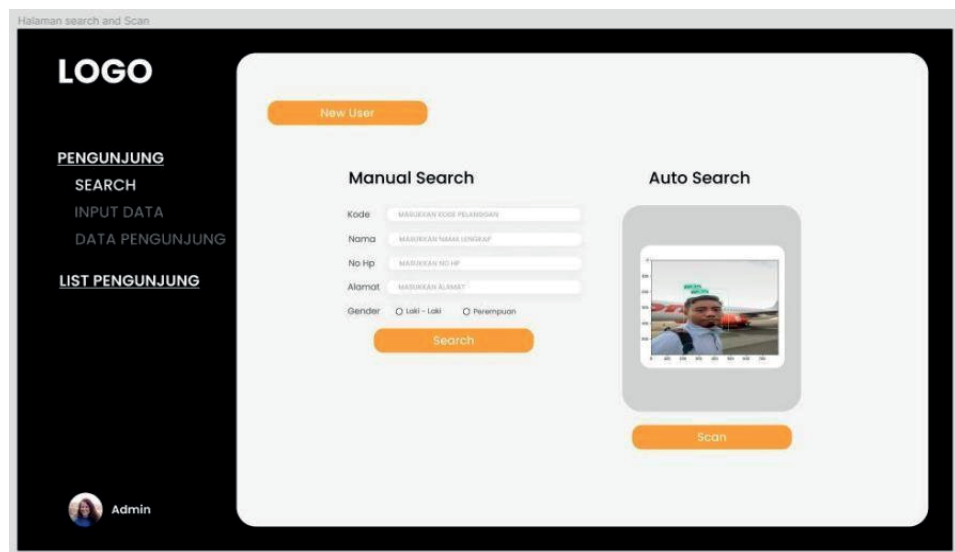 Halaman search and Scan
LOGO
PENGUNJUNG
SEARCH
INPUT DATA
DATA PENGUNJUNG
LIST PENGUNJUNG
Admin
New User
Manual Search
Kode MASUKKAN KODE PELANGGAN
Nama MASUKKAN NAMA LENGKAP
No Hp MASUKKAN NO HP
Alamat MASUKKAN ALAMAT
Gender Laki - Laki Perempuan
Search
Auto Search
Scan